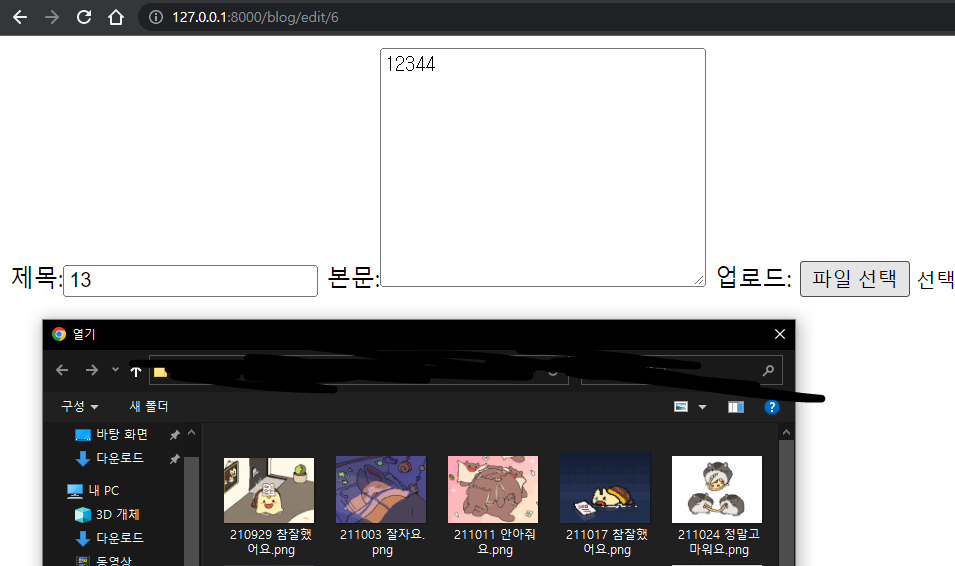 127.0.0.1:8000/blog/edit/6
12344
제목: 13 본문: 업로드: 파일 선택 선택
열기
구성 새 폴더
바탕 화면
다운로드
내 PC
3D 개체
다운로드
동영상
210929 참잘했
어요.png
211003 잘자요.
png
211011 안아줘
요.png
211017 참잘했
어요.png
211024 정말고
마워요.png